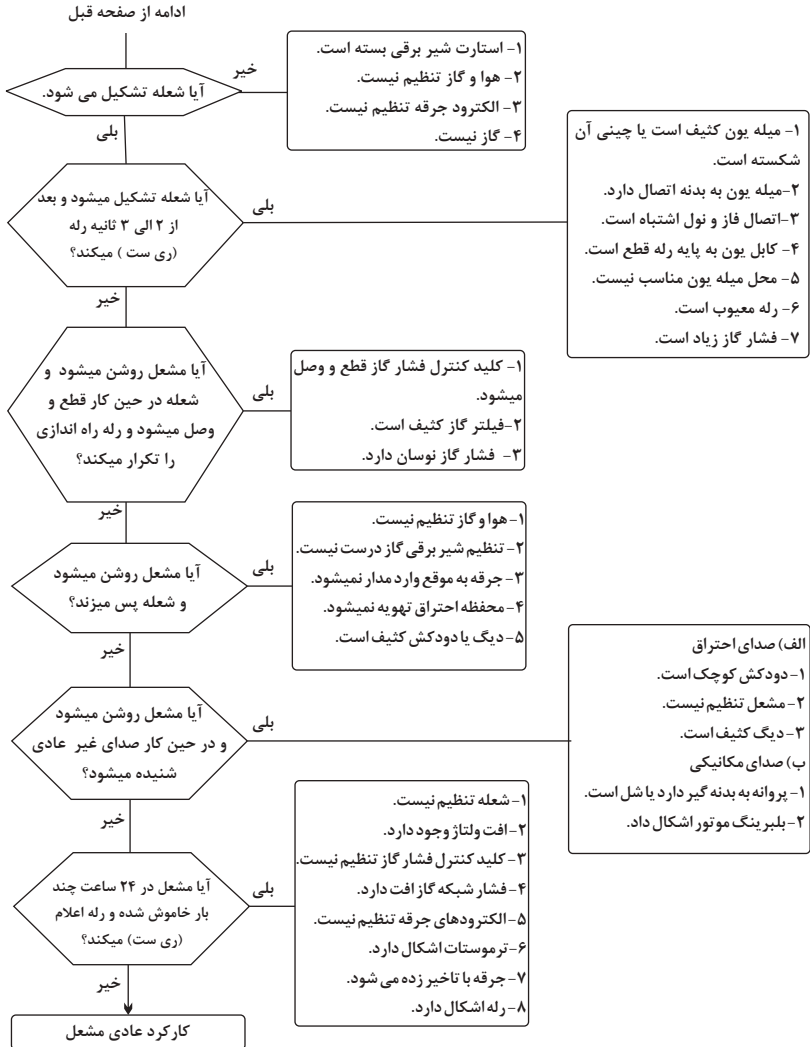 ادامه از صفحه قبل
آیا شعله تشکیل می شود.
خیر
۱- استارت شیر برقی بسته است.
۲- هوا و گاز تنظیم نیست.
۳- الکترود جرقه تنظیم نیست.
۴- گاز نیست.
بلی
آیا شعله تشکیل میشود و بعد
از ۲ الی ۳ ثانیه رله
(ری ست ) میکند؟
بلی
۱- میله یون کثیف است یا چینی آن
شکسته است.
۲-میله یون به بدنه اتصال دارد.
۳-اتصال فاز و نول اشتباه است.
۴- کابل یون به پایه رله قطع است.
۵- محل میله یون مناسب نیست.
۶- رله معیوب است.
۷- فشار گاز زیاد است.
خیر
آیا مشعل روشن میشود و
شعله در حین کار قطع و
وصل میشود و رله راه اندازی
را تکرار میکند؟
بلی
۱- کلید کنترل فشار گاز قطع و وصل
میشود.
۲-فیلتر گاز کثیف است.
۳- فشار گاز نوسان دارد.
خیر
آیا مشعل روشن میشود
و شعله پس میزند؟
بلی
۱-هوا و گاز تنظیم نیست.
۲- تنظیم شیر برقی گاز درست نیست.
۳- جرقه به موقع وارد مدار نمیشود.
۴- محفظه احتراق تهویه نمیشود.
۵- دیگ یا دودکش کثیف است.
خیر
آیا مشعل روشن میشود
و در حین کار صدای غیر عادی
شنیده میشود؟
بلی
الف) صدای احتراق
۱- دودکش کوچک است.
۲- مشعل تنظیم نیست.
۳- دیگ کثیف است.
ب) صدای مکانیکی
۱- پروانه به بدنه گیر دارد یا شل است.
۲- بلبرینگ موتور اشکال داد.
خیر
آیا مشعل در ۲۴ ساعت چند
بار خاموش شده و رله اعلام
(ری ست) میکند؟
بلی
۱- شعله تنظیم نیست.
۲- افت ولتاژ وجود دارد.
۳- کلید کنترل فشار گاز تنظیم نیست.
۴- فشار شبکه گاز افت دارد.
۵- الکترودهای جرقه تنظیم نیست.
۶- ترموستات اشکال دارد.
۷- جرقه با تاخیر زده می شود.
۸- رله اشکال دارد.
خیر
کارکرد عادی مشعل